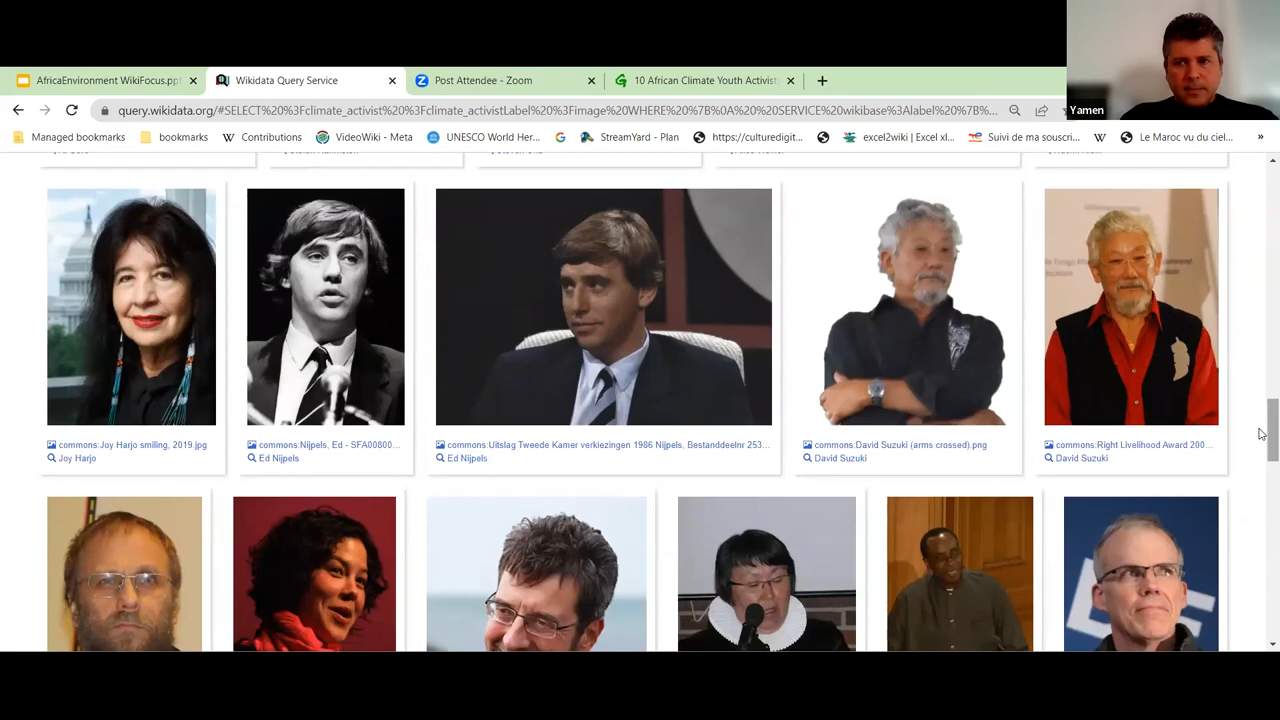 AfricaEnvironment WikiFocus.pp
Wikidata Query Service
Post Attendee - Zoom
10 African Climate Youth Activist
Yamen
query.wikidata.org/#SELECT%20%3Fclimate_activist%20%3Fclimate_activistLabel%20%3Fimage%20WHERE%20%7B%0A%20%20SERVICE%20wikibase%3Alabel%20%7B%...
Managed bookmarks
bookmarks
Contributions
VideoWiki - Meta
UNESCO World Her...
StreamYard - Plan
https://culturedigit...
excel2wiki | Excel xl...
Suivi de ma souscri...
Le Maroc vu du ciel...
»
commons:Joy Harjo smiling, 2019.jpg
Joy Harjo
commons:Nijpels, Ed - SFA00800...
Ed Nijpels
commons:Uitslag Tweede Kamer verkiezingen 1986 Nijpels, Bestanddeelnr 253...
Ed Nijpels
commons:David Suzuki (arms crossed).png
David Suzuki
commons:Right Livelihood Award 200...
David Suzuki